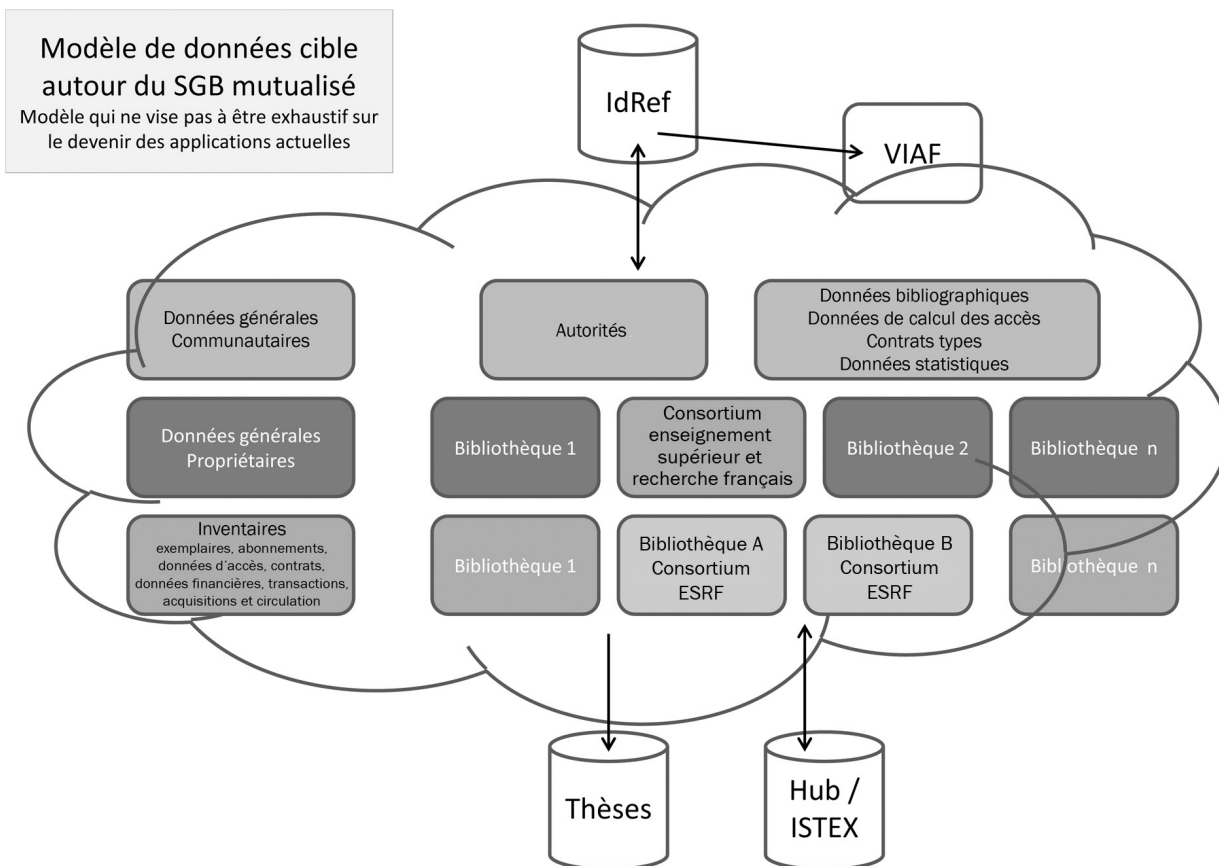 Modèle de données cible
autour du SGB mutualisé
Modèle qui ne vise pas à être exhaustif sur
le devenir des applications actuelles
IdRef
VIAF
Données générales
Communautaires
Autorités
Données bibliographiques
Données de calcul des accès
Contrats types
Données statistiques
Données générales
Propriétaires
Bibliothèque 1
Consortium
enseignement
supérieur et
recherche français
Bibliothèque 2
Bibliothèque n
Inventaires
exemplaires, abonnements,
données d'accès, contrats,
données financières, transactions,
acquisitions et circulation
Bibliothèque 1
Bibliothèque A
Consortium
ESRF
Bibliothèque B
Consortium
ESRF
Bibliothèque n
Thèses
Hub /
ISTEX